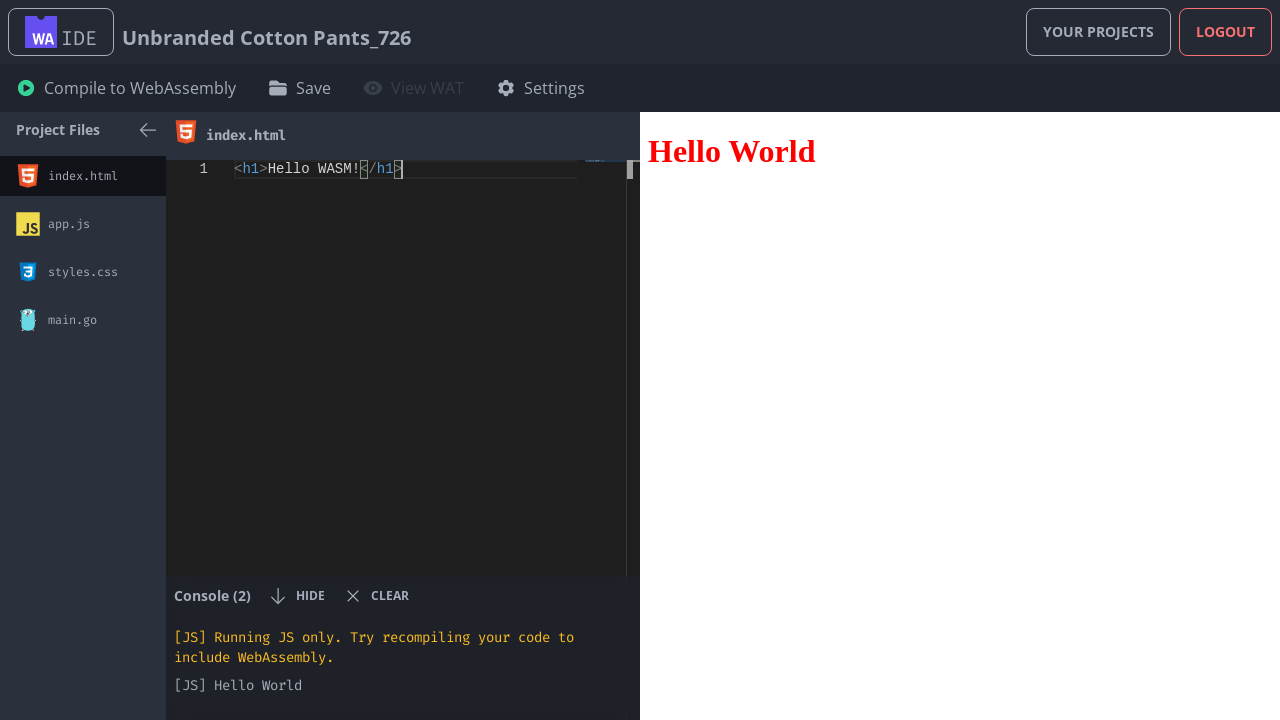 WA IDE
Unbranded Cotton Pants_726
YOUR PROJECTS
LOGOUT
Compile to WebAssembly
Save
View WAT
Settings
Project Files
index.html
JS app.js
styles.css
main.go
index.html
1 <h1>Hello WASM!</h1>
Console (2)
HIDE
CLEAR
[JS] Running JS only. Try recompiling your code to
include WebAssembly.
[JS] Hello World
Hello World